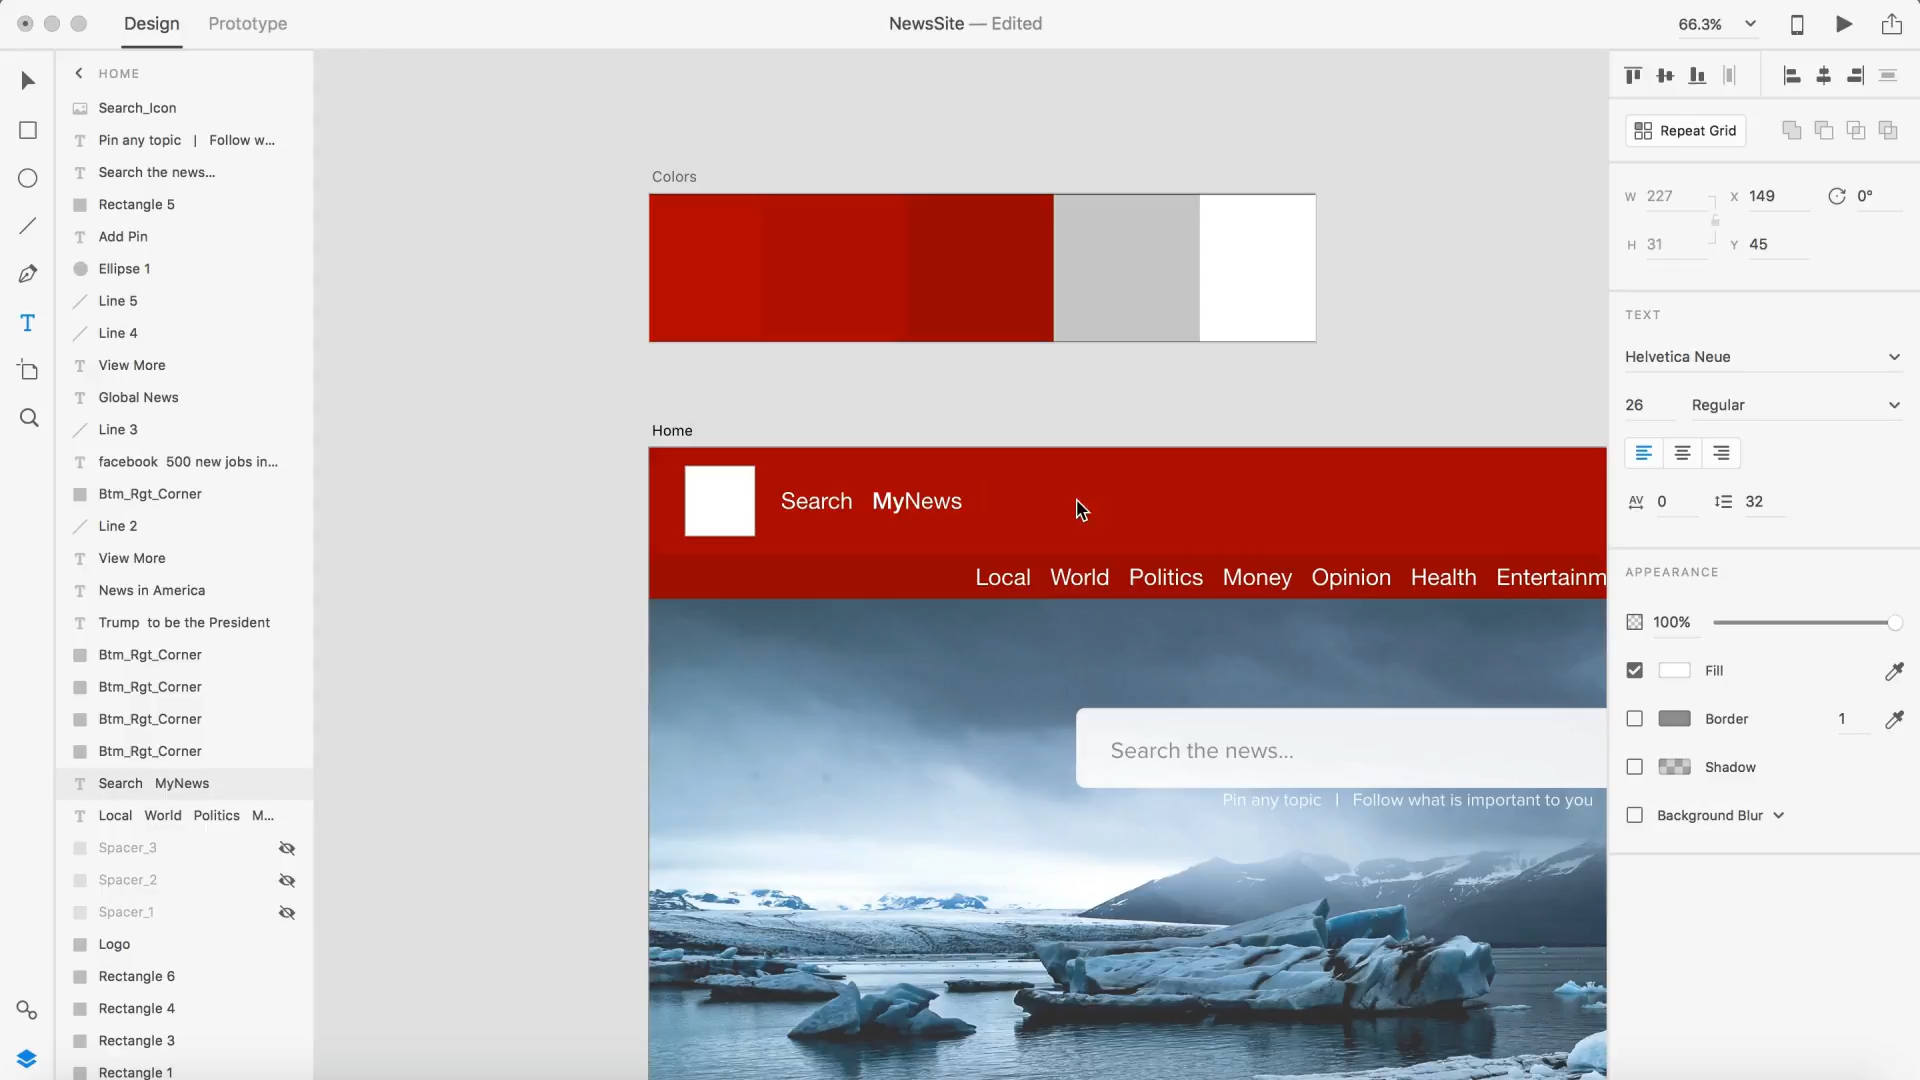 Design Prototype NewsSite — Edited 66.3%
HOME
Search_Icon
Pin any topic | Follow w...
Search the news...
Rectangle 5
Add Pin
Ellipse 1
Line 5
Line 4
View More
Global News
Line 3
facebook 500 new jobs in...
Btm_Rgt_Corner
Line 2
View More
News in America
Trump to be the President
Btm_Rgt_Corner
Btm_Rgt_Corner
Btm_Rgt_Corner
Btm_Rgt_Corner
Search MyNews
Local World Politics M...
Spacer_3
Spacer_2
Spacer_1
Logo
Rectangle 6
Rectangle 4
Rectangle 3
Rectangle 1
Colors
Home
Search MyNews
Local World Politics Money Opinion Health Entertainm
Search the news...
Pin any topic | Follow what is important to you
Repeat Grid
W 227 X 149 0°
H 31 Y 45
TEXT
Helvetica Neue
26 Regular
AV 0 32
APPEARANCE
100%
Fill
Border 1
Shadow
Background Blur